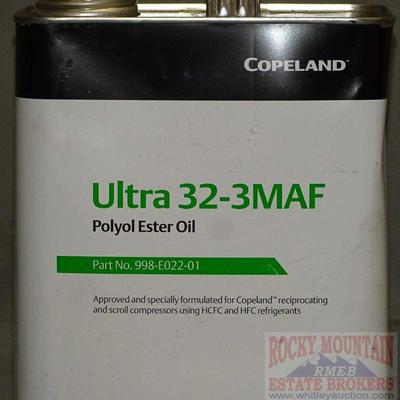 COPELAND™
Ultra 32-3MAF
Polyol Ester Oil
Part No. 998-E022-01
Approved and specially formulated for Copeland™ reciprocating
and scroll compressors using HCFC and HFC refrigerants
ROCKY MOUNTAIN
RMEB
ESTATE BROKERS
www.whitleyauction.com